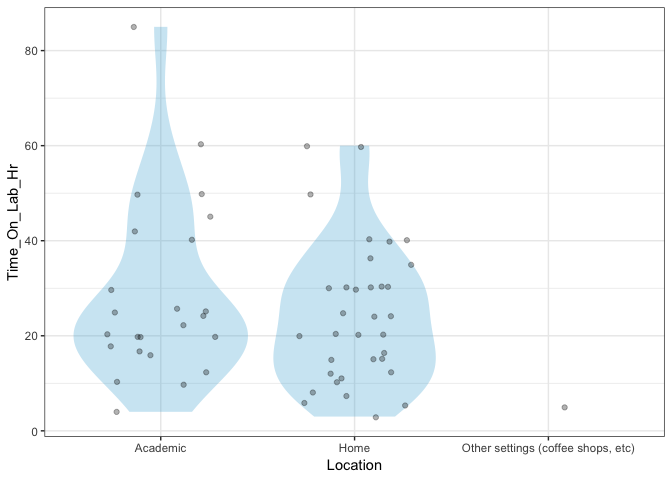 80
60
40
20
0
Time_On_Lab_Hr
Academic
Home
Other settings (coffee shops, etc)
Location